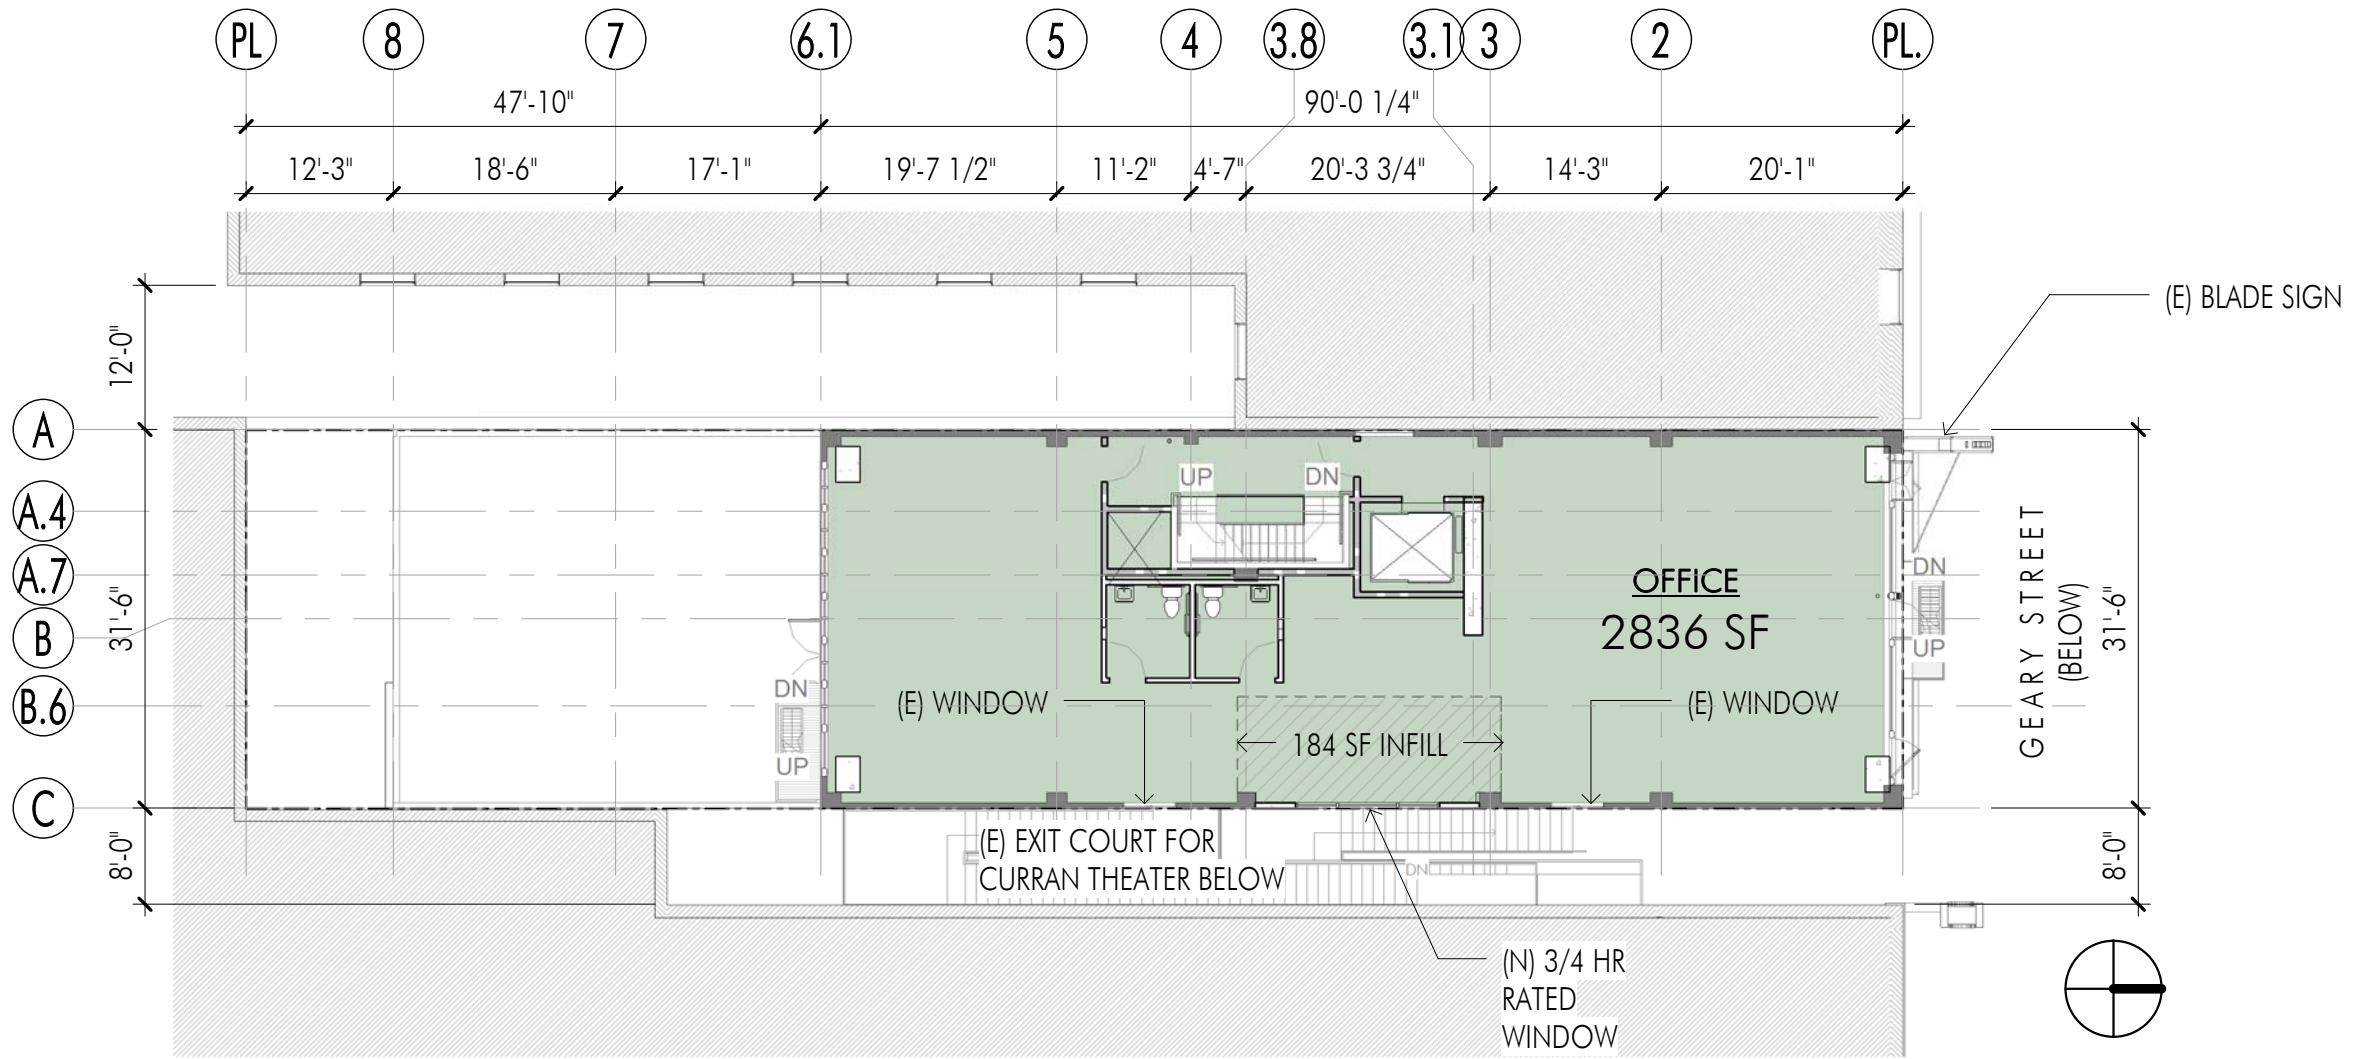 PL 8 7 6.1 5 4 3.8 3.1 3 2 PL.
47'-10" 90'-0 1/4"
12'-3" 18'-6" 17'-1" 19'-7 1/2" 11'-2" 4'-7" 20'-3 3/4" 14'-3" 20'-1"
(E) BLADE SIGN
12'-0"
A
A.4
A.7
B
B.6
C
31'-6"
8'-0"
UP DN
OFFICE
2836 SF
DN
UP
(E) WINDOW
184 SF INFILL
(E) WINDOW
DN
UP
GEARY STREET
(BELOW)
31'-6"
8'-0"
(E) EXIT COURT FOR
CURRAN THEATER BELOW
DN
(N) 3/4 HR
RATED
WINDOW